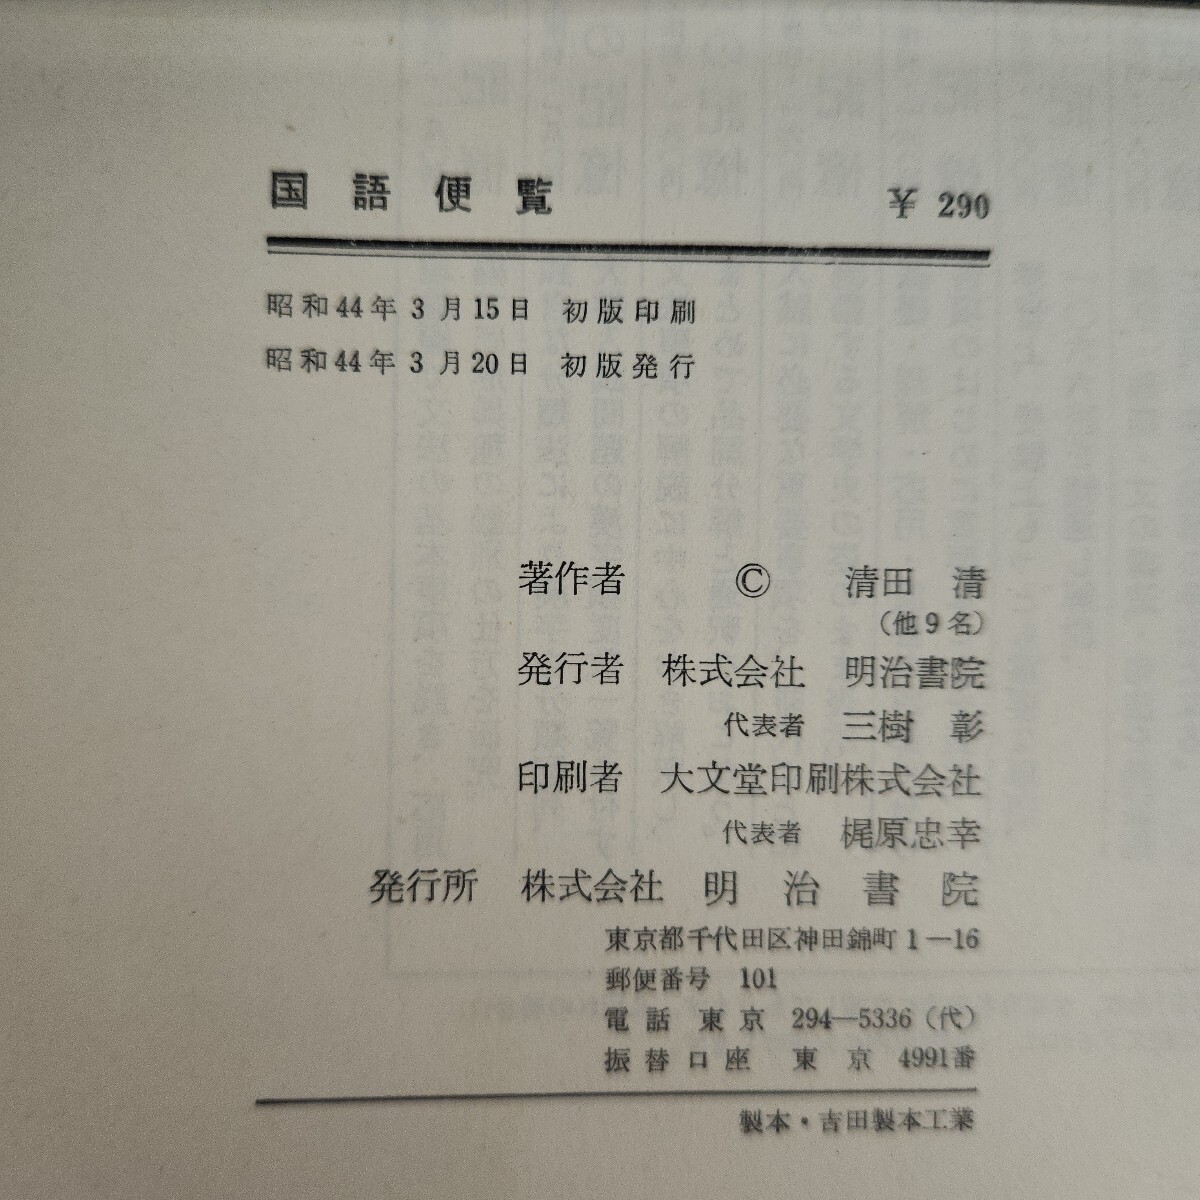 国語便覧 ¥290
昭和44年3月15日 初版印刷
昭和44年3月20日 初版発行
著作者 © 清田 清
(他9名)
発行者 株式会社 明治書院
代表者 三樹 彰
印刷者 大文堂印刷株式会社
代表者 梶原忠幸
発行所 株式会社 明治書院
東京都千代田区神田錦町1―16
郵便番号 101
電話 東京 294―5336(代)
振替口座 東京 4991番
製本・吉田製本工業